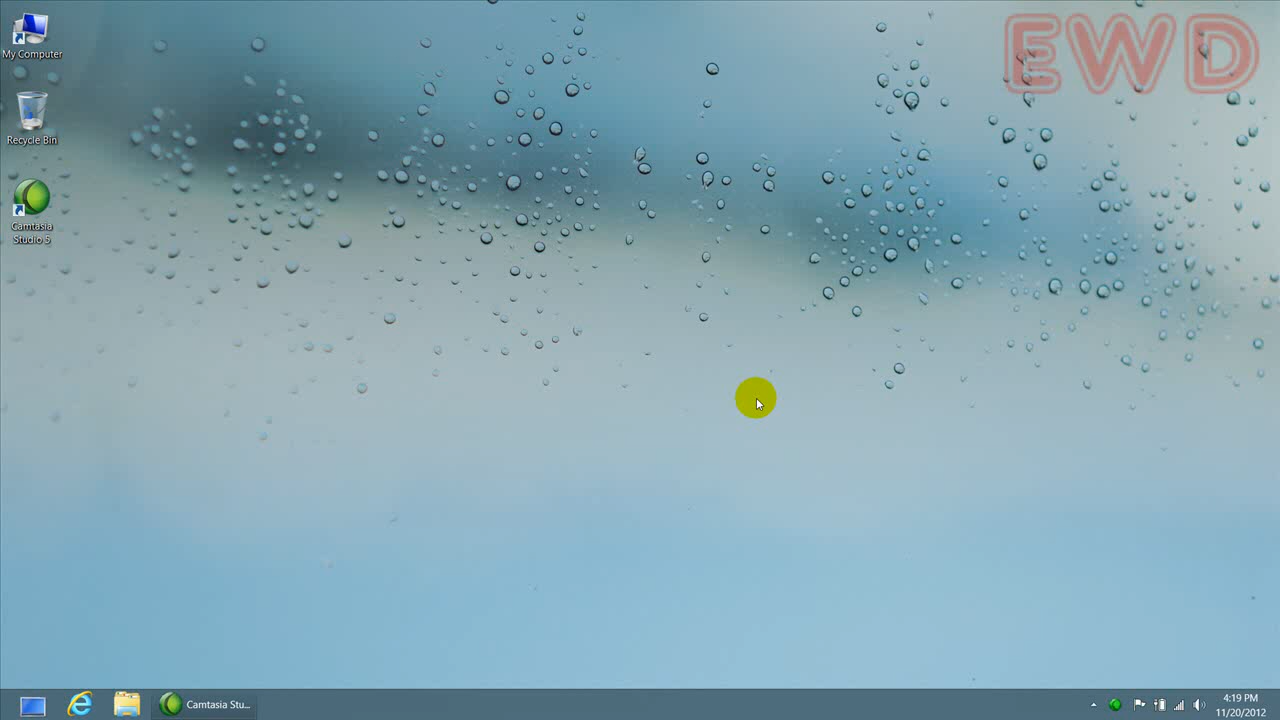 EWD
My Computer
Recycle Bin
Camtasia
Studio 5
Camtasia Stu...
4:19 PM
11/20/2012